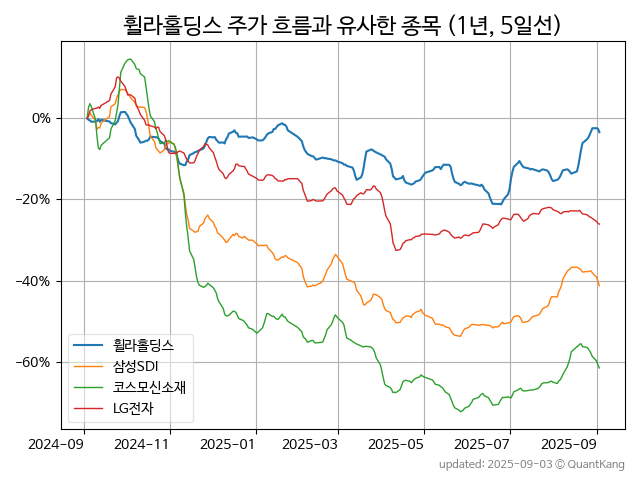 휠라홀딩스 주가 흐름과 유사한 종목 (1년, 5일선)
0%
−20%
−40%
−60%
휠라홀딩스
삼성SDI
코스모신소재
LG전자
2024-09
2024-11
2025-01
2025-03
2025-05
2025-07
2025-09
updated: 2025-09-03 © QuantKang